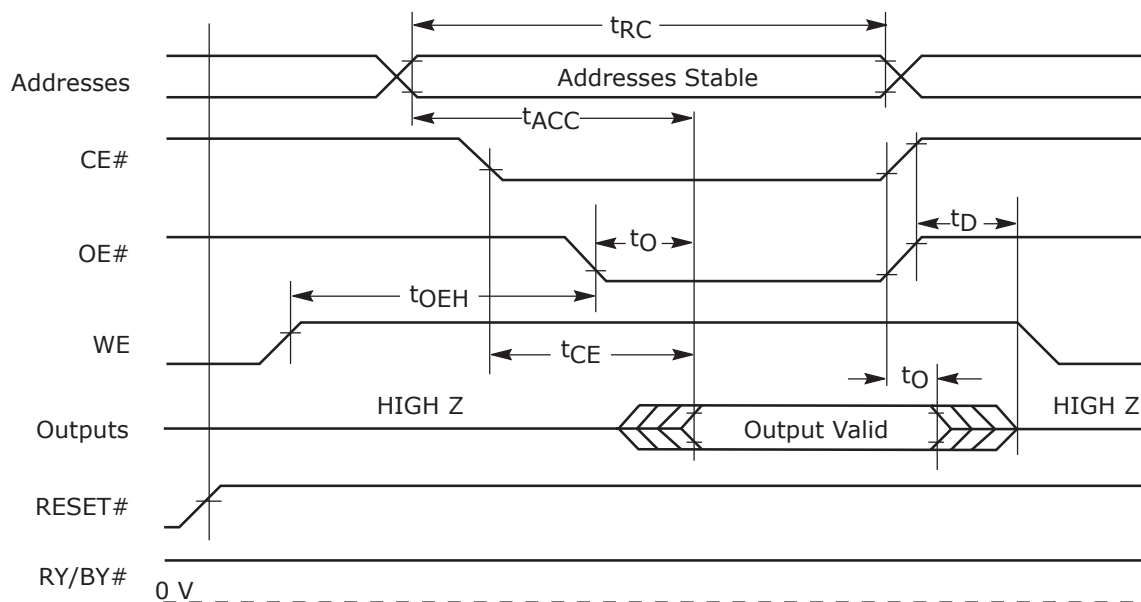 tRC
Addresses
Addresses Stable
tACC
CE#
tD
OE#
tO
tOEH
WE
tCE
tO
HIGH Z
HIGH Z
Outputs
Output Valid
RESET#
RY/BY#
0 V